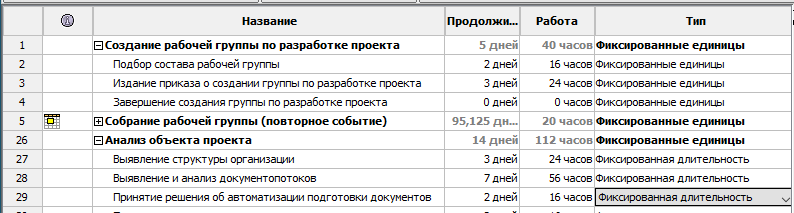 Название Продолжи... Работа Тип
1 Создание рабочей группы по разработке проекта 5 дней 40 часов Фиксированные единицы
2 Подбор состава рабочей группы 2 дней 16 часов Фиксированные единицы
3 Издание приказа о создании группы по разработке проекта 3 дней 24 часов Фиксированные единицы
4 Завершение создания группы по разработке проекта 0 дней 0 часов Фиксированные единицы
5 Собрание рабочей группы (повторное событие) 95,125 дн... 20 часов Фиксированные единицы
26 Анализ объекта проекта 14 дней 112 часов Фиксированные единицы
27 Выявление структуры организации 3 дней 24 часов Фиксированная длительность
28 Выявление и анализ документопотоков 7 дней 56 часов Фиксированная длительность
29 Принятие решения об автоматизации подготовки документов 2 дней 16 часов Фиксированная длительность